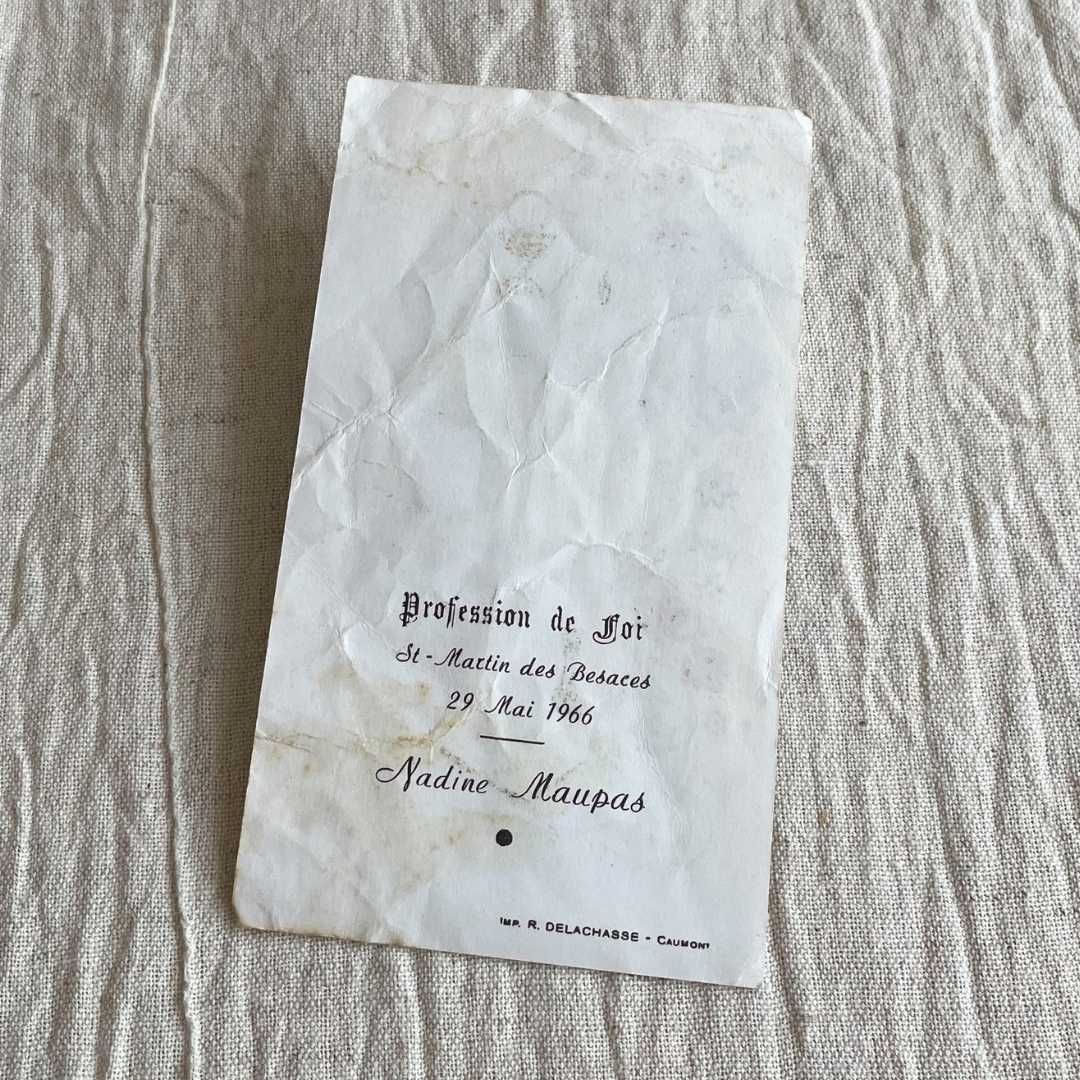 Profession de Foi
St-Martin des Besaces
29 Mai 1966
Nadine Maupas
IMP. R. DELACHASSE - CAUMONT